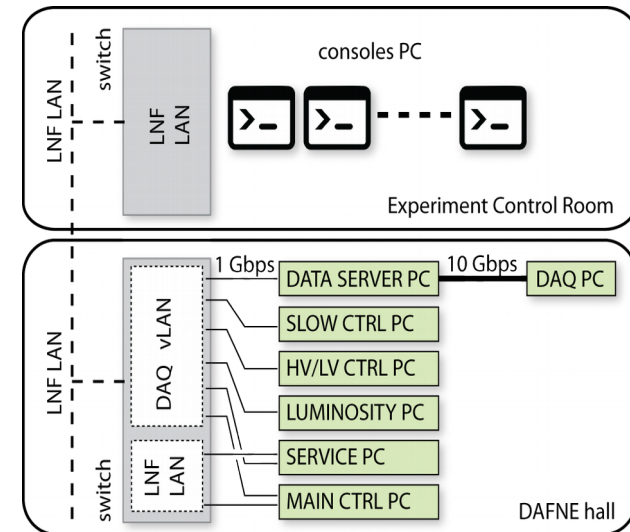 consoles PC
switch
LNF LAN
LNF
LAN
Experiment Control Room
1 Gbps
10 Gbps
DATA SERVER PC
DAQ PC
SLOW CTRL PC
HV/LV CTRL PC
LUMINOSITY PC
SERVICE PC
MAIN CTRL PC
DAQ vLAN
LNF LAN
LNF
LAN
switch
DAFNE hall